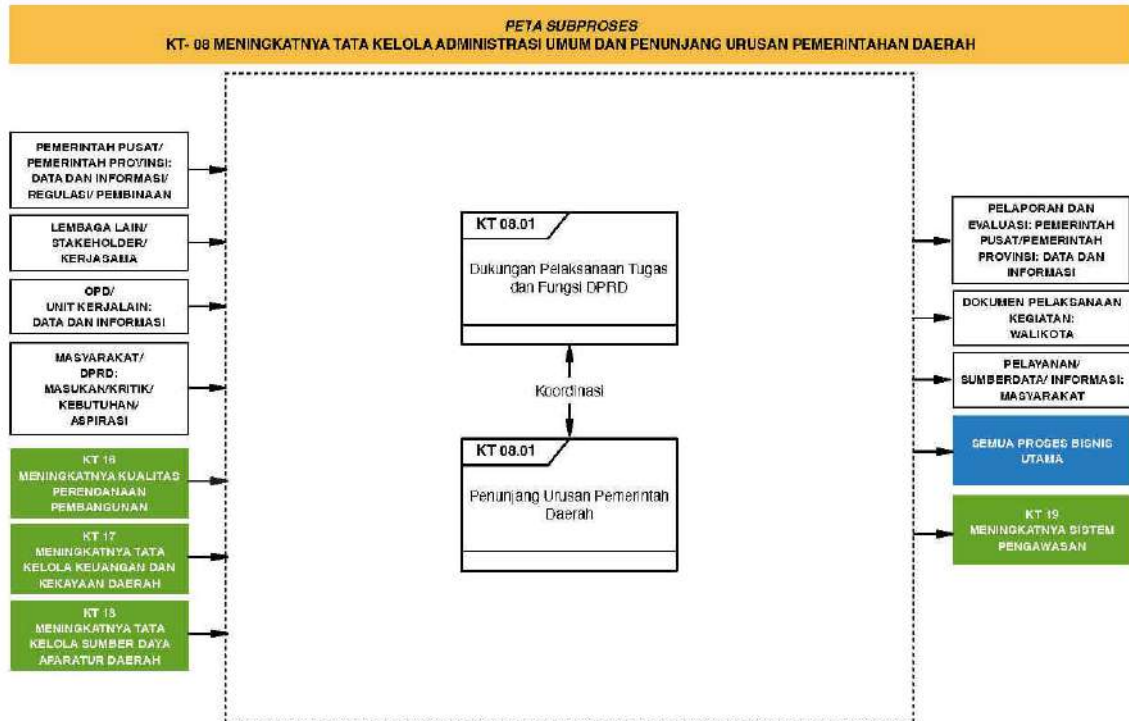 PETA SUBPROSES
KT- 08 MENINGKATNYA TATA KELOLA ADMINISTRASI UMUM DAN PENUNJANG URUSAN PEMERINTAHAN DAERAH
PEMERINTAH PUSAT/
PEMERINTAH PROVINSI:
DATA DAN INFORMASI/
REGULASI/ PEMBINAAN
LEMBAGA LAIN/
STAKEHOLDER/
KERJASAMA
OPD/
UNIT KERJALAIN:
DATA DAN INFORMASI
MASYARAKAT/
DPRD:
MASUKAN/KRITIK/
KEBUTUHAN/
ASPIRASI
KT 16
MENINGKATNYA KUALITAS
PERENCANAAN
PEMBANGUNAN
KT 17
MENINGKATNYA TATA
KELOLA KEUANGAN DAN
KEKAYAAN DAERAH
KT 18
MENINGKATNYA TATA
KELOLA SUMBER DAYA
APARATUR DAERAH
KT 08.01
Dukungan Pelaksanaan Tugas
dan Fungsi DPRD
Koordinasi
KT 08.01
Penunjang Urusan Pemerintah
Daerah
PELAPORAN DAN
EVALUASI: PEMERINTAH
PUSAT/PEMERINTAH
PROVINSI: DATA DAN
INFORMASI
DOKUMEN PELAKSANAAN
KEGIATAN:
WALIKOTA
PELAYANAN/
SUMBERDATA/ INFORMASI:
MASYARAKAT
SEMUA PROSES BISNIS
UTAMA
KT 19
MENINGKATNYA SISTEM
PENGAWASAN